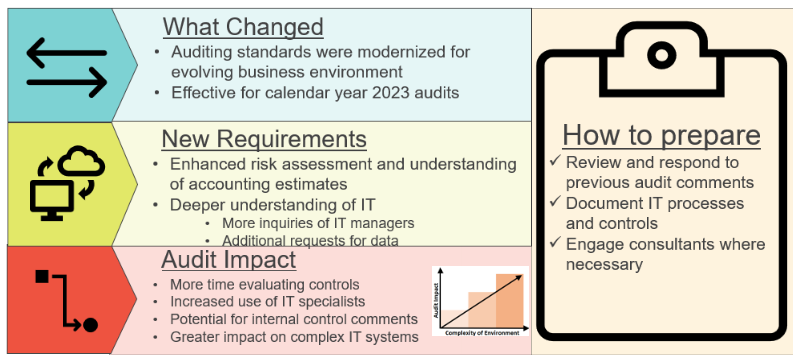 What Changed
• Auditing standards were modernized for
evolving business environment
• Effective for calendar year 2023 audits
New Requirements
• Enhanced risk assessment and understanding
of accounting estimates
• Deeper understanding of IT
• More inquiries of IT managers
• Additional requests for data
Audit Impact
• More time evaluating controls
• Increased use of IT specialists
• Potential for internal control comments
• Greater impact on complex IT systems
Audit Impact
Complexity of Environment
How to prepare
✓ Review and respond to
previous audit comments
✓ Document IT processes
and controls
✓ Engage consultants where
necessary